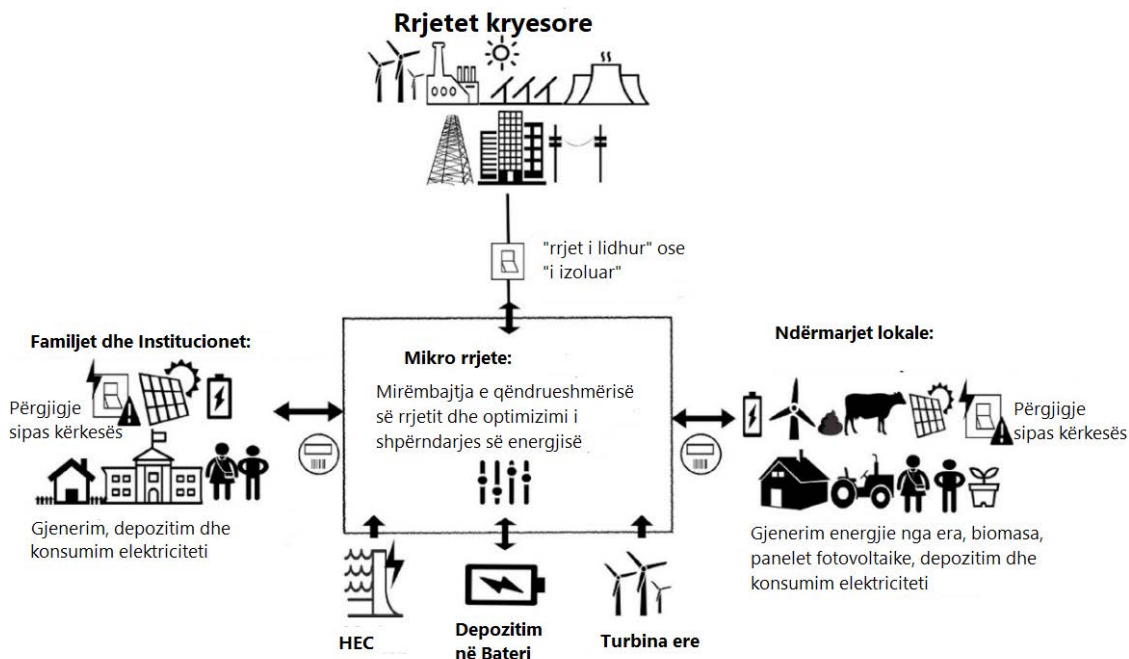 Rrjetet kryesore
"rrjet i lidhur" ose
"i izoluar"
Familjet dhe Institucionet:
Përgjigje
sipas kërkesës
Gjenerim, depozitim dhe
konsumim elektriciteti
Mikro rrjete:
Mirëmbajtja e qëndrueshmërisë
së rrjetit dhe optimizimi i
shpërndarjes së energjisë
Ndërmarjet lokale:
Përgjigje
sipas kërkesës
Gjenerim energjie nga era, biomasa,
panelet fotovoltaike, depozitim dhe
konsumim elektriciteti
HEC
Depozitim
në Bateri
Turbina ere